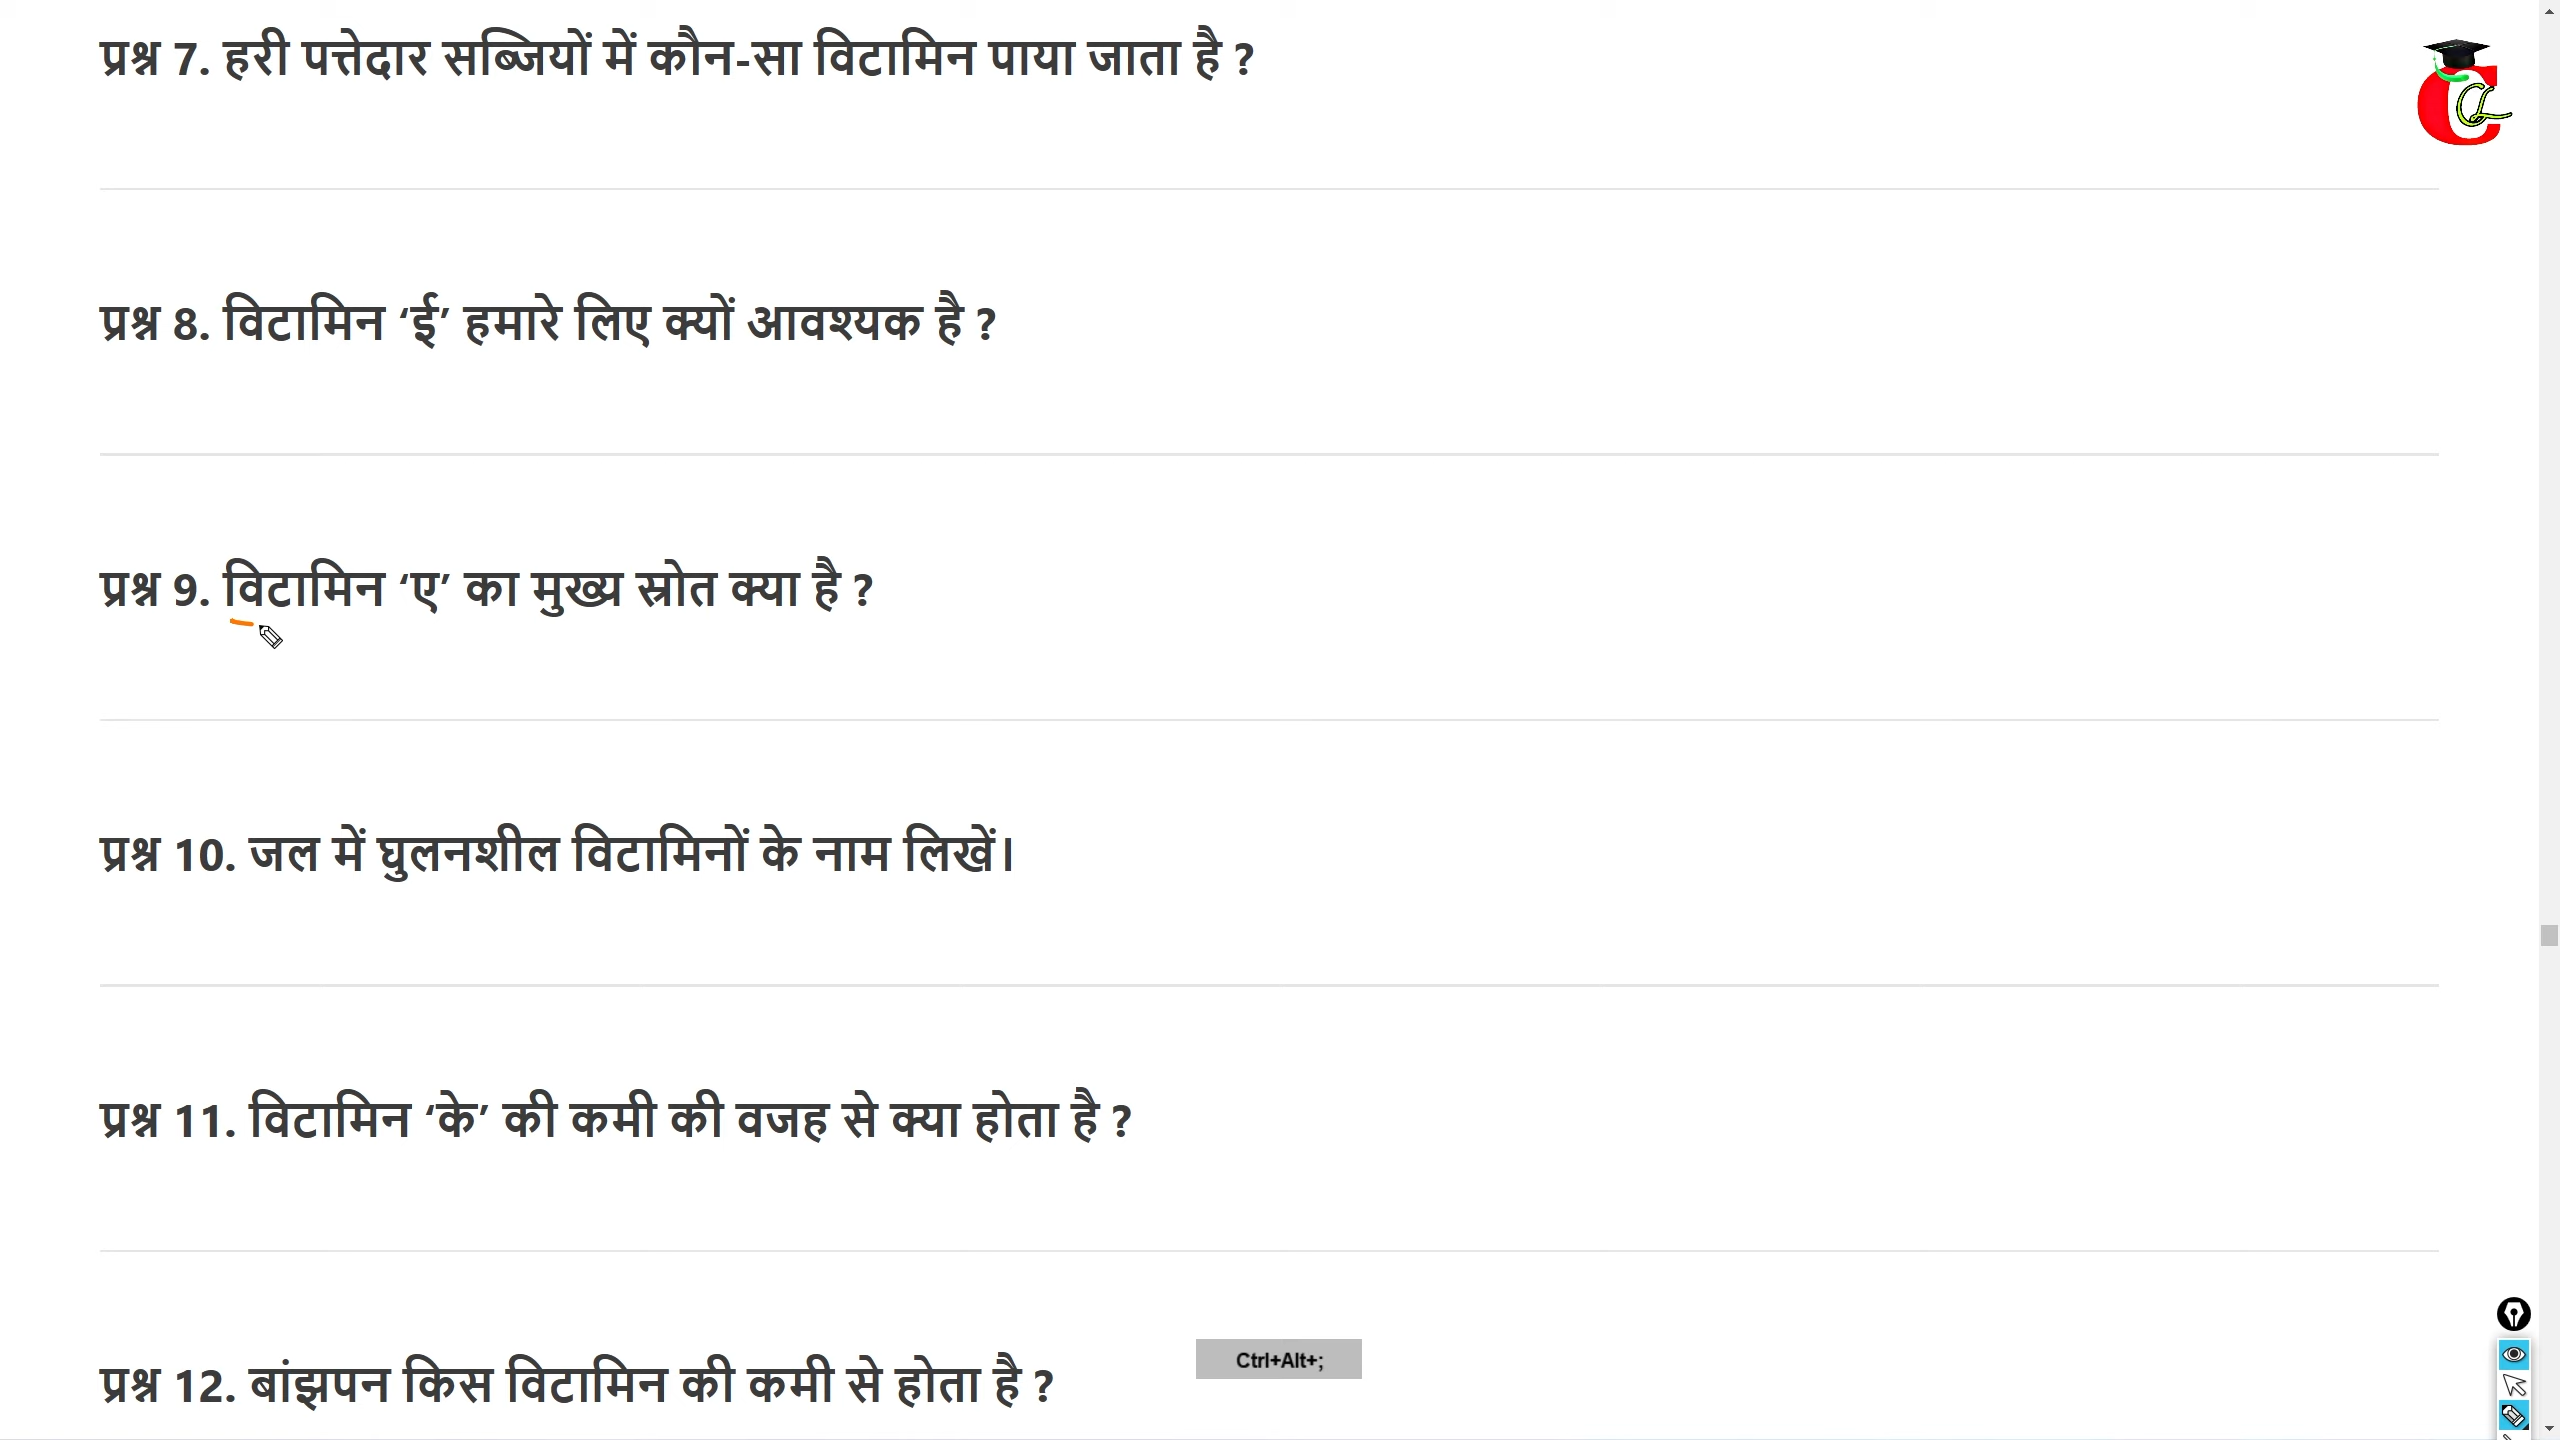 प्रश्न 7. हरी पत्तेदार सब्जियों में कौन-सा विटामिन पाया जाता है ?
प्रश्न 8. विटामिन ‘ई’ हमारे लिए क्यों आवश्यक है ?
प्रश्न 9. विटामिन ‘ए’ का मुख्य स्रोत क्या है ?
प्रश्न 10. जल में घुलनशील विटामिनों के नाम लिखें।
प्रश्न 11. विटामिन ‘के’ की कमी की वजह से क्या होता है ?
प्रश्न 12. बांझपन किस विटामिन की कमी से होता है ?
Ctrl+Alt+;